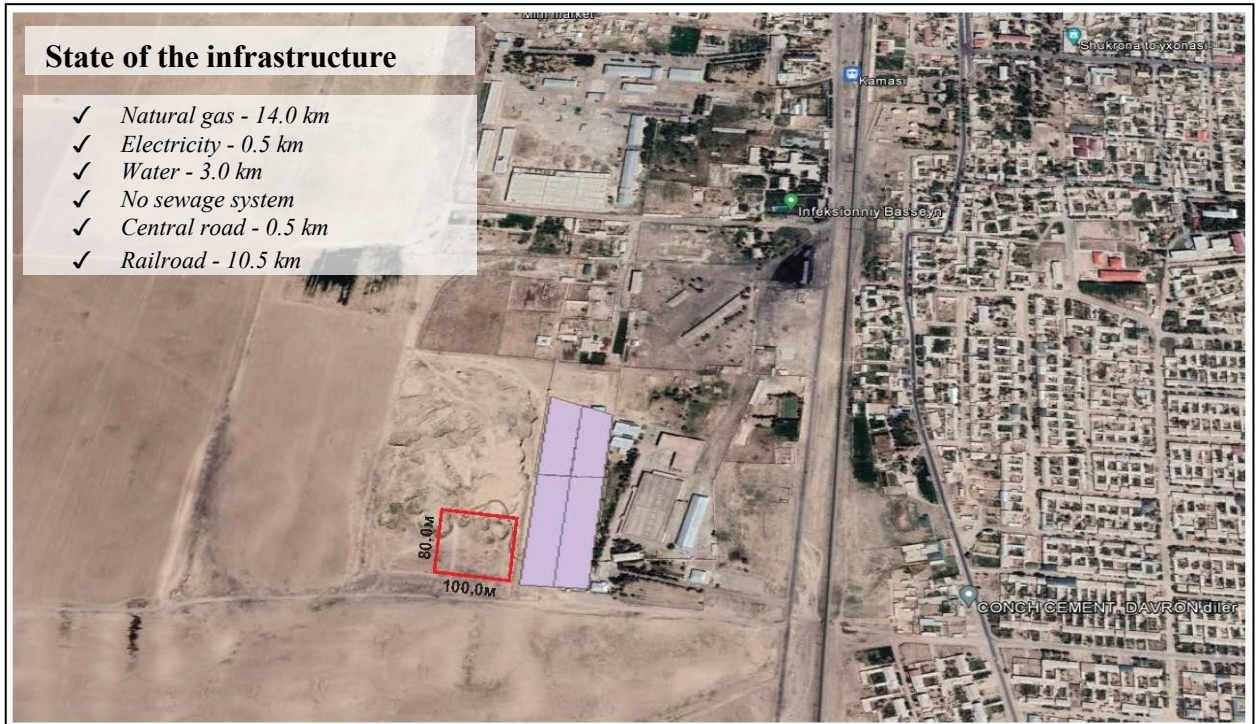 Mini market
State of the infrastructure
Shukrona to'yxonasi
Kamasi
✓ Natural gas - 14.0 km
✓ Electricity - 0.5 km
✓ Water - 3.0 km
✓ No sewage system
✓ Central road - 0.5 km
✓ Railroad - 10.5 km
Infeksionniy Basseyn
80.0м
100.0м
CONCH CEMENT. DAVRON diler